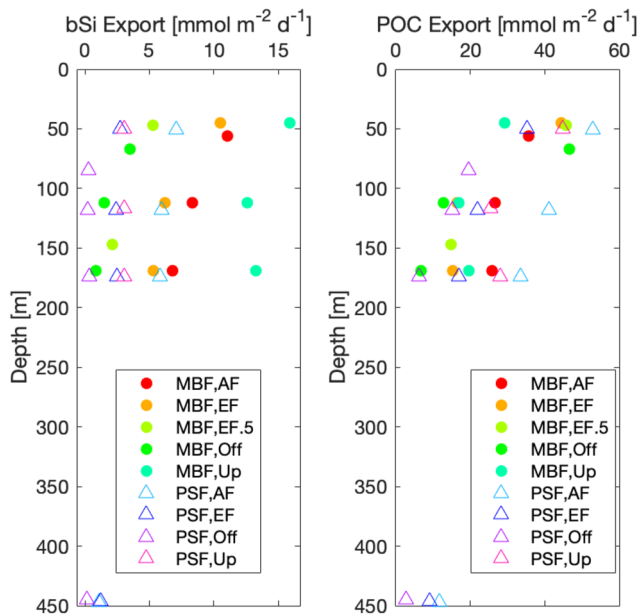 bSi Export [mmol m⁻² d⁻¹]
0 5 10 15
0
50
100
150
200
250
300
350
400
450
Depth [m]
MBF,AF
MBF,EF
MBF,EF.5
MBF,Off
MBF,Up
PSF,AF
PSF,EF
PSF,Off
PSF,Up
POC Export [mmol m⁻² d⁻¹]
0 20 40 60
0
50
100
150
200
250
300
350
400
450
Depth [m]
MBF,AF
MBF,EF
MBF,EF.5
MBF,Off
MBF,Up
PSF,AF
PSF,EF
PSF,Off
PSF,Up